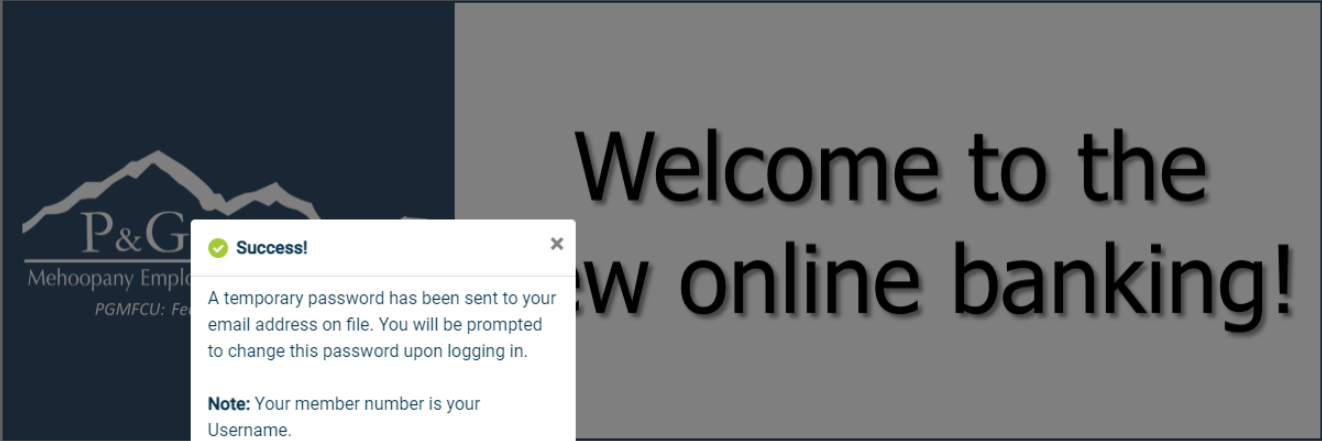 Welcome to the
ew online banking!
P&G
Mehoopany Emplo
PGMFCU: Fe
Success!
×
A temporary password has been sent to your
email address on file. You will be prompted
to change this password upon logging in.
Note: Your member number is your
Username.